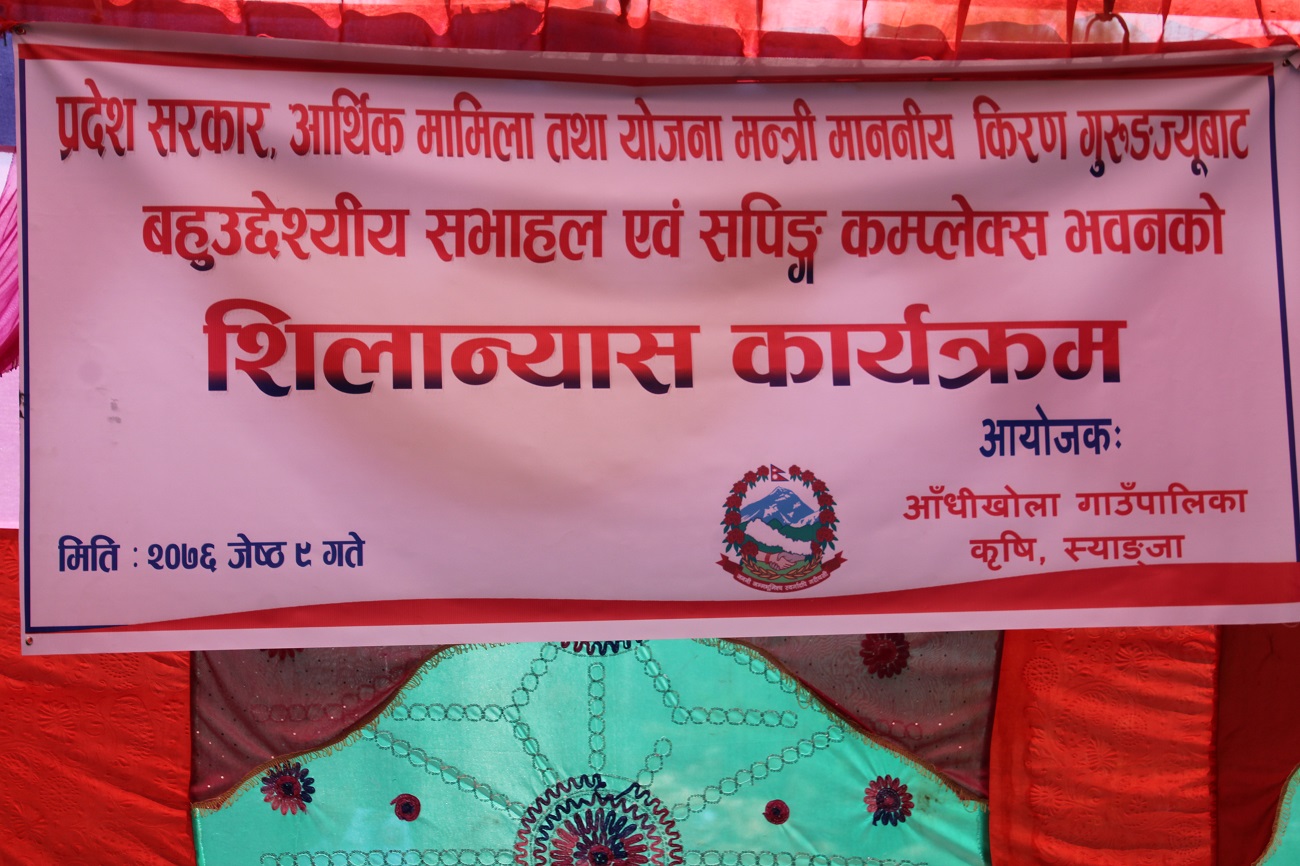 प्रदेश सरकार, आर्थिक मामिला तथा योजना मन्त्री माननीय किरण गुरुङज्यूबाट
बहुउद्देश्यीय सभाहल एवं सपिङ्ग कम्प्लेक्स भवनको
शिलान्यास कार्यक्रम
आयोजकः
आँधीखोला गाउँपालिका
कृषि, स्याङ्जा
मिति : २०७६ जेष्ठ ९ गते